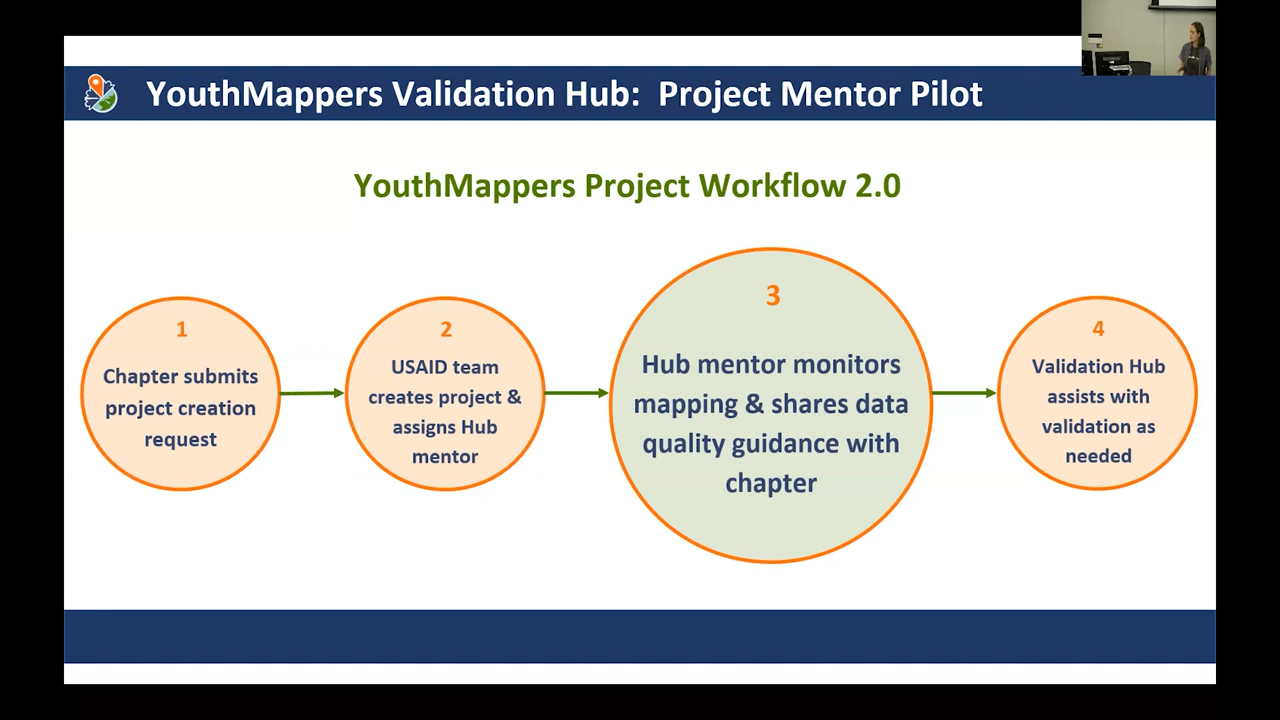 YouthMappers Validation Hub: Project Mentor Pilot
YouthMappers Project Workflow 2.0
1
Chapter submits
project creation
request
2
USAID team
creates project &
assigns Hub
mentor
3
Hub mentor monitors
mapping & shares data
quality guidance with
chapter
4
Validation Hub
assists with
validation as
needed